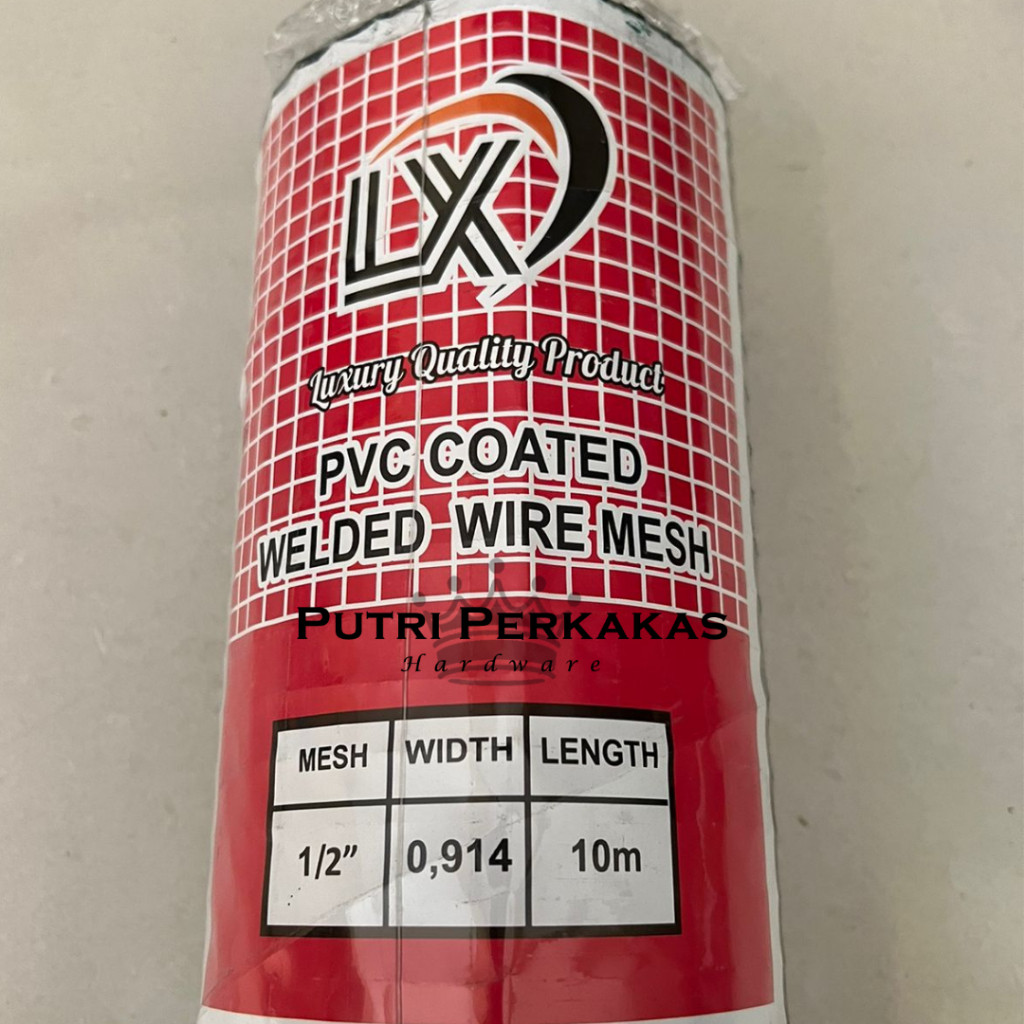 LX
Luxury Quality Product
PVC COATED
WELDED WIRE MESH
PUTRI PERKAKAS
Hardware
MESH WIDTH LENGTH
1/2” 0,914 10m